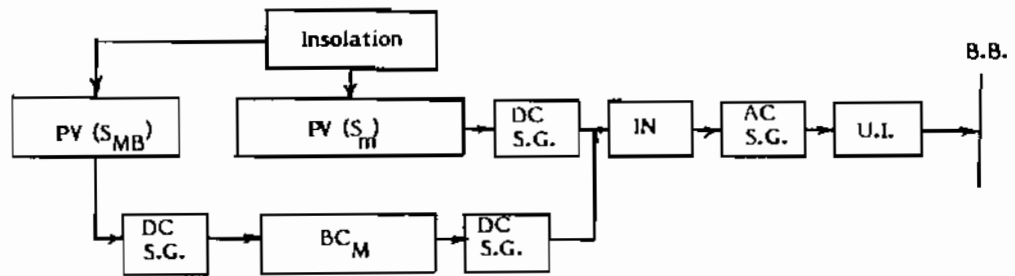 Insolation
B.B.
PV (S_MB)
PV (S_m)
DC
S.G.
IN
AC
S.G.
U.I.
DC
S.G.
BC_M
DC
S.G.